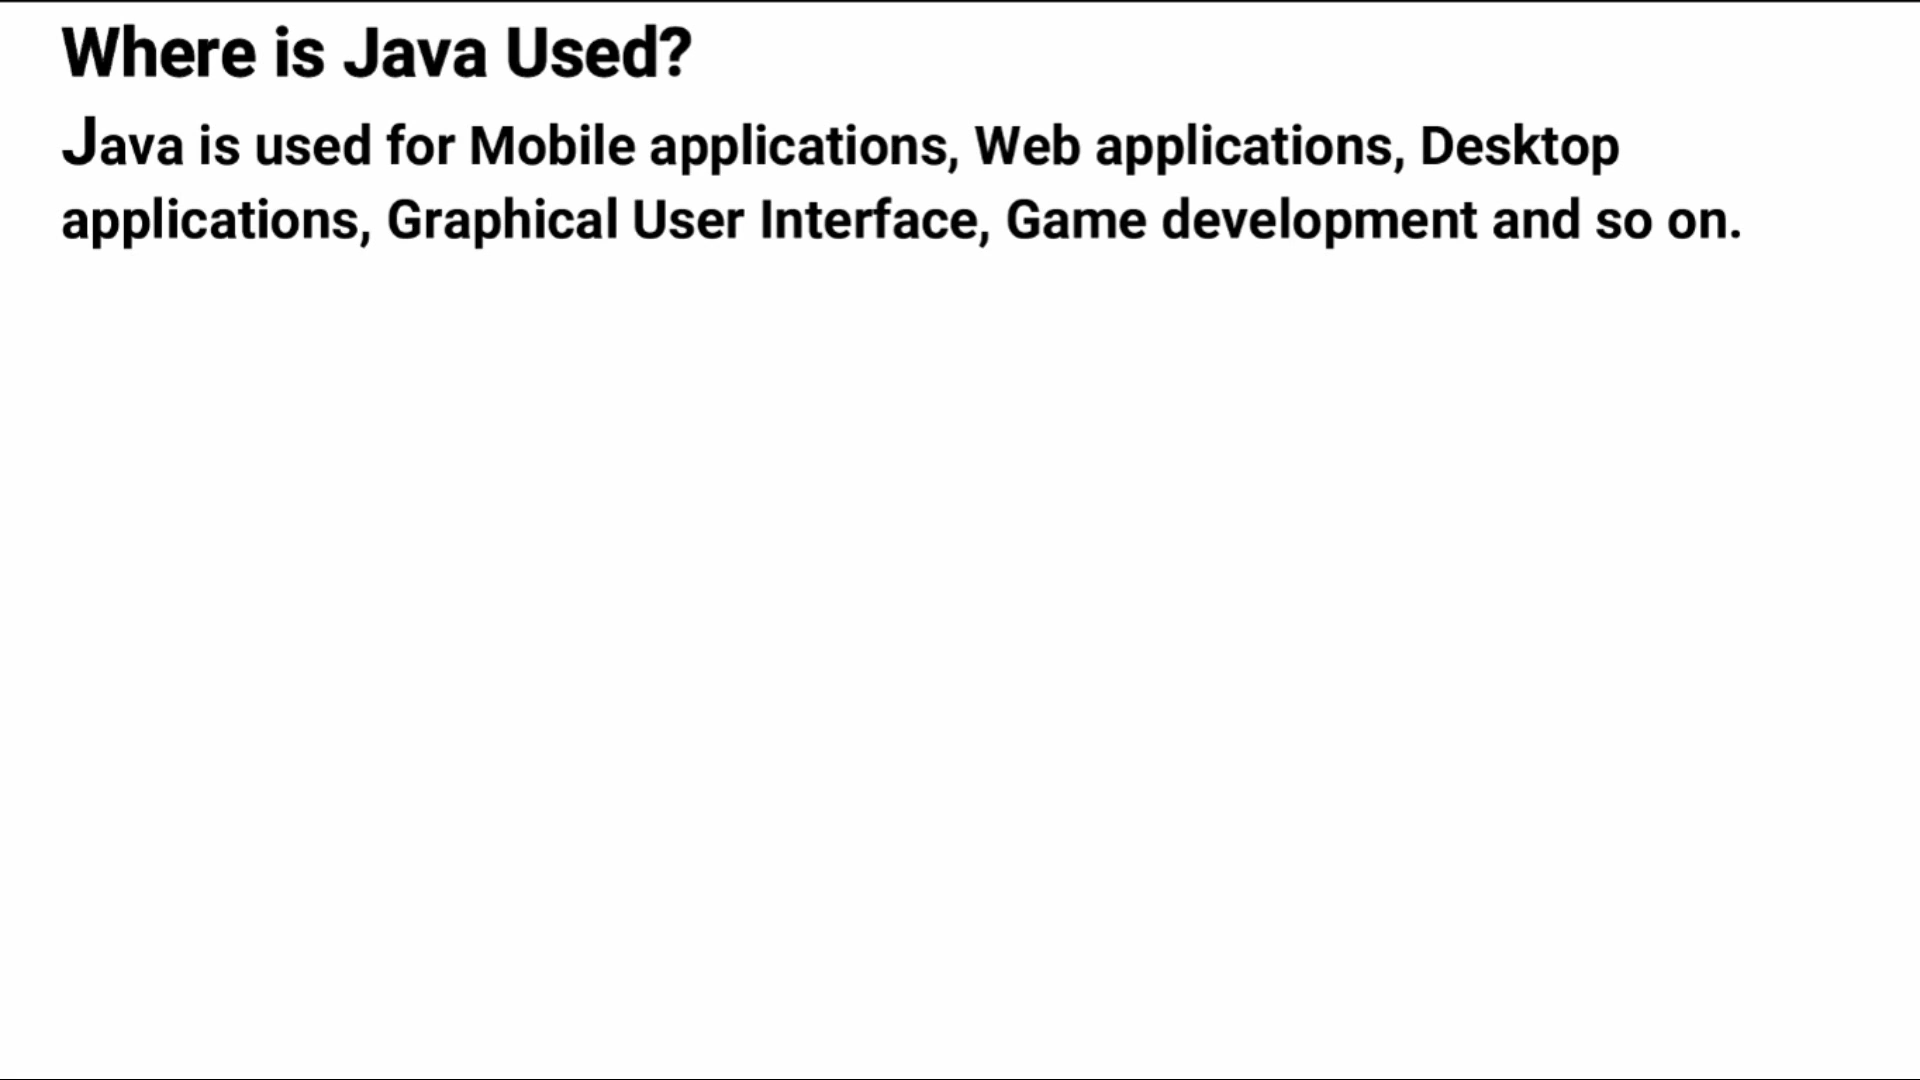 Where is Java Used?
Java is used for Mobile applications, Web applications, Desktop
applications, Graphical User Interface, Game development and so on.